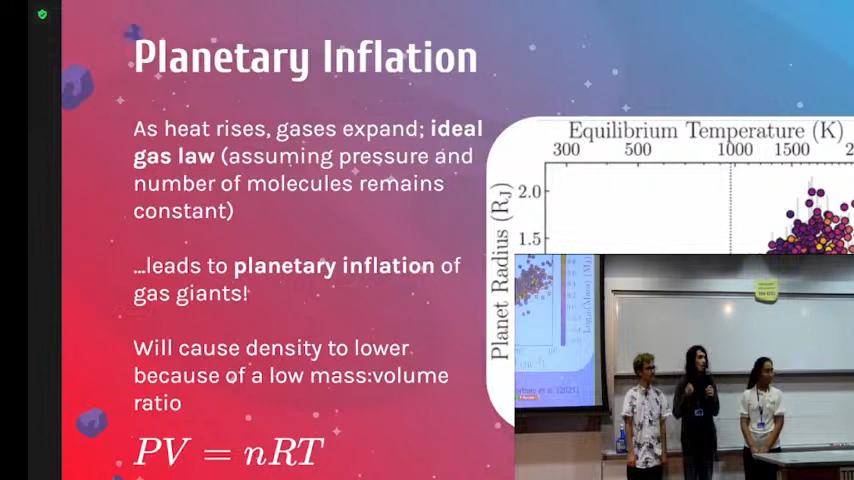 Planetary Inflation
As heat rises, gases expand; ideal
gas law (assuming pressure and
number of molecules remains
constant)
...leads to planetary inflation of
gas giants!
Will cause density to lower
because of a low mass:volume
ratio
PV = nRT
Equilibrium Temperature (K)
300 500 1000 1500 2
Planet Radius (RJ)
2.0
1.5